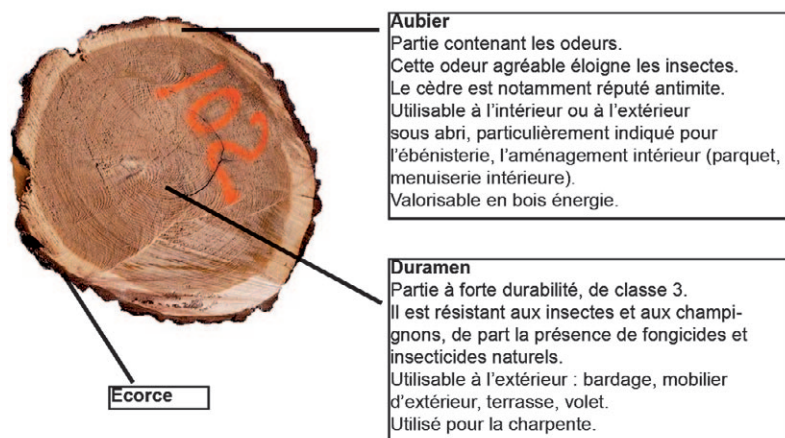 Aubier
Partie contenant les odeurs.
Cette odeur agréable éloigne les insectes.
Le cèdre est notamment réputé antimite.
Utilisable à l'intérieur ou à l'extérieur
sous abri, particulièrement indiqué pour
l'ébénisterie, l'aménagement intérieur (parquet,
menuiserie intérieure).
Valorisable en bois énergie.
102
Duramen
Partie à forte durabilité, de classe 3.
Il est résistant aux insectes et aux champi-
gnons, de part la présence de fongicides et
insecticides naturels.
Utilisable à l'extérieur : bardage, mobilier
d'extérieur, terrasse, volet.
Utilisé pour la charpente.
Ecorce